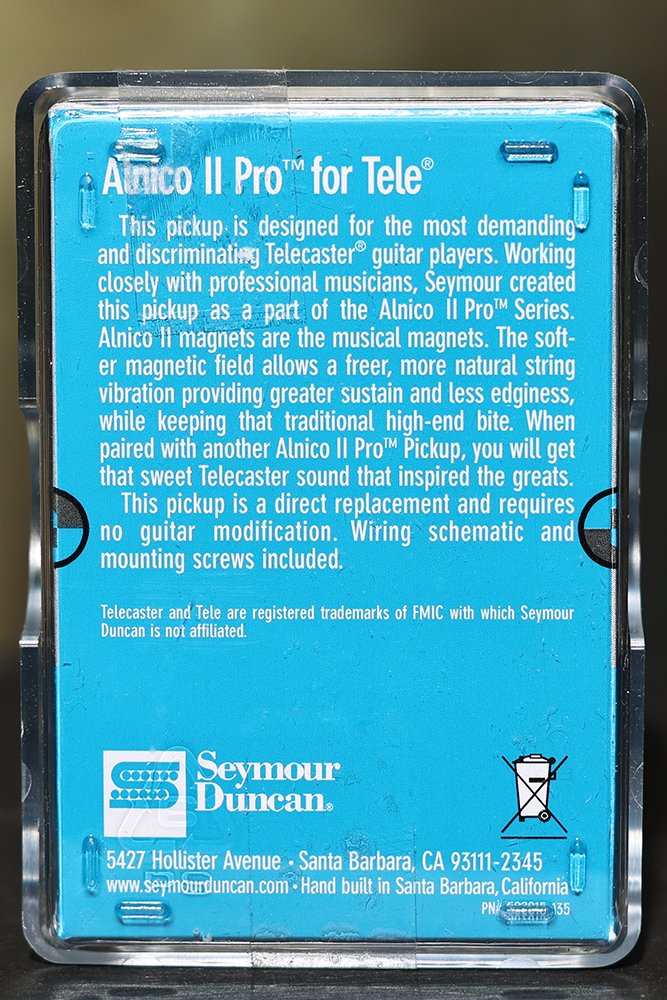 Alnico II Pro™ for Tele®
This pickup is designed for the most demanding
and discriminating Telecaster® guitar players. Working
closely with professional musicians, Seymour created
this pickup as a part of the Alnico II Pro™ Series.
Alnico II magnets are the musical magnets. The soft-
er magnetic field allows a freer, more natural string
vibration providing greater sustain and less edginess,
while keeping that traditional high-end bite. When
paired with another Alnico II Pro™ Pickup, you will get
that sweet Telecaster sound that inspired the greats.
This pickup is a direct replacement and requires
no guitar modification. Wiring schematic and
mounting screws included.
Telecaster and Tele are registered trademarks of FMIC with which Seymour
Duncan is not affiliated.
Seymour
Duncan®
5427 Hollister Avenue • Santa Barbara, CA 93111-2345
www.seymourduncan.com • Hand built in Santa Barbara, California